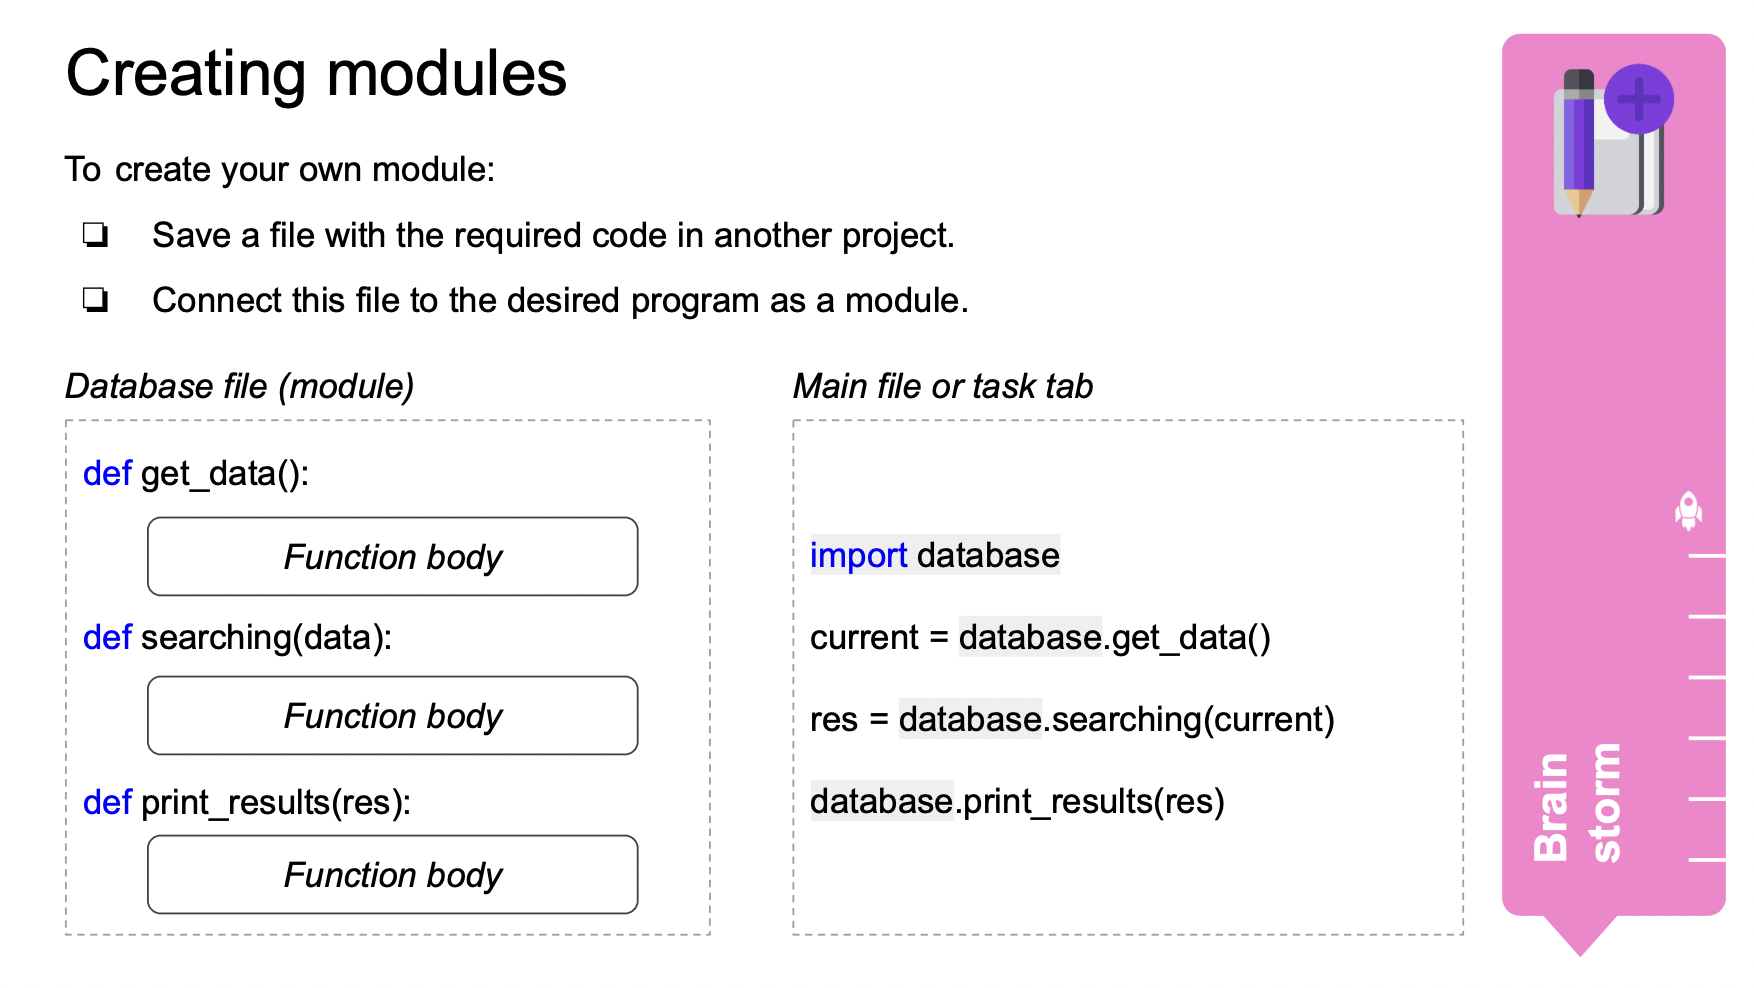 Creating modules
To create your own module:
❏ Save a file with the required code in another project.
❏ Connect this file to the desired program as a module.
Database file (module)
def get_data():
Function body
def searching(data):
Function body
def print_results(res):
Function body
Main file or task tab
import database
current = database.get_data()
res = database.searching(current)
database.print_results(res)
Brain
storm